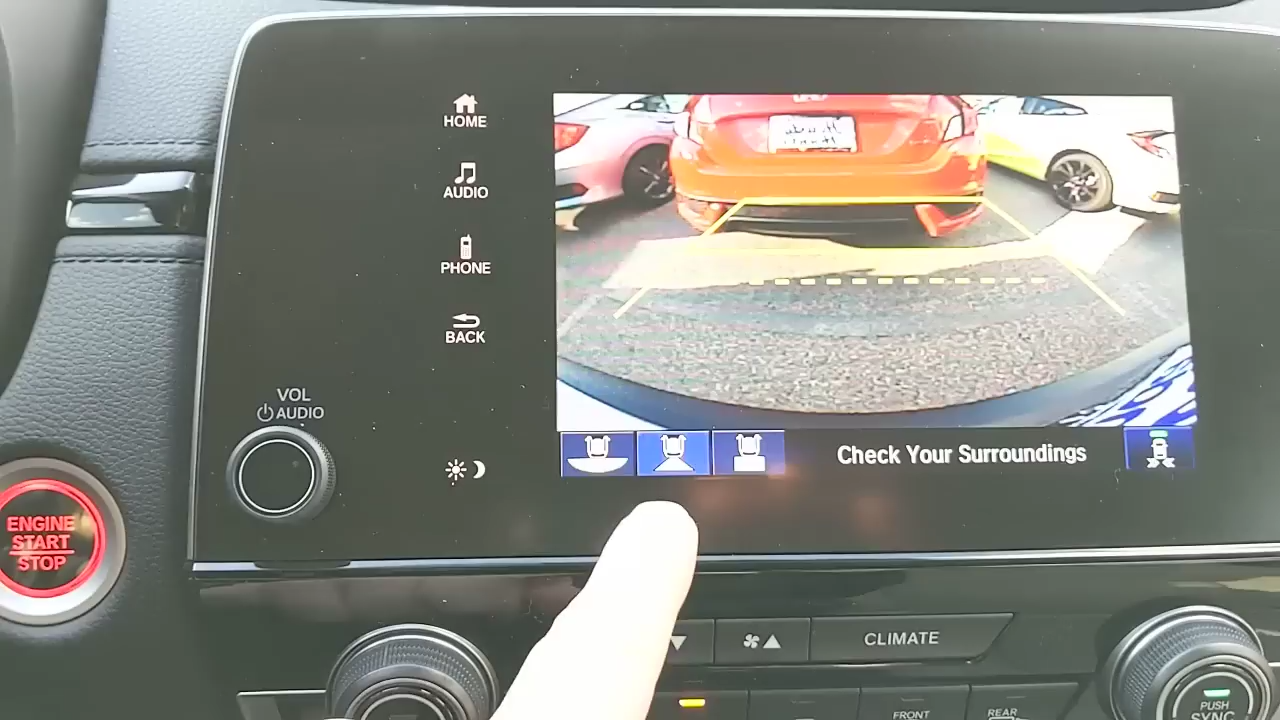 HOME
AUDIO
PHONE
BACK
VOL
AUDIO
Check Your Surroundings
ENGINE
START
STOP
CLIMATE
FRONT
REAR
PUSH
SYNC